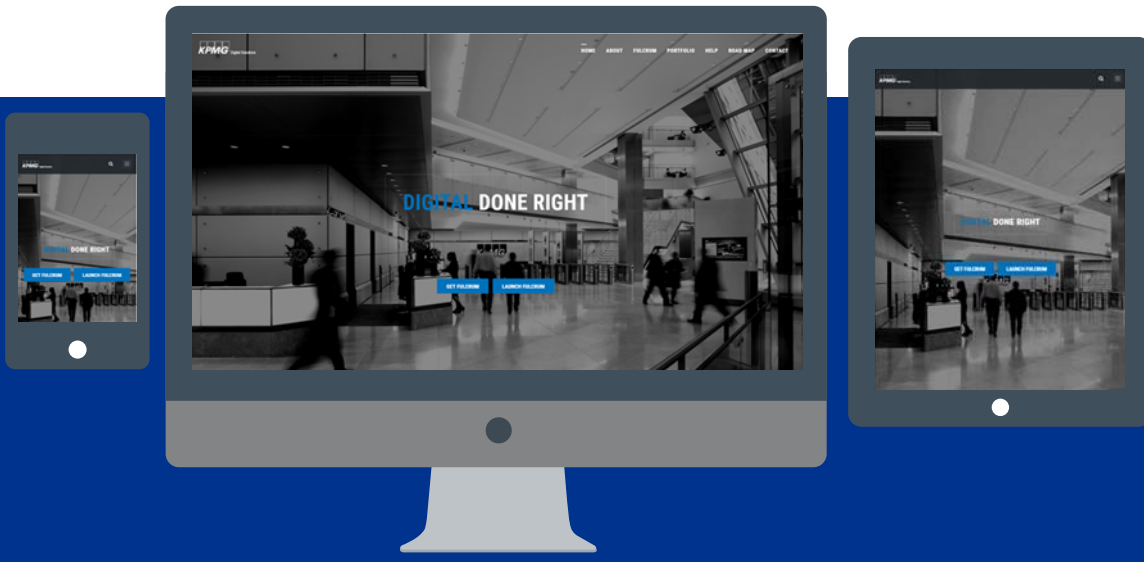 KPMG Digital Solutions
HOME ABOUT FULCRUM PORTFOLIO HELP ROAD MAP CONTACT
DIGITAL DONE RIGHT
KPMG
GET FULCRUM LAUNCH FULCRUM
KPMG
DIGITAL DONE RIGHT
GET FULCRUM LAUNCH FULCRUM
KPMG
DIGITAL DONE RIGHT
GET FULCRUM LAUNCH FULCRUM